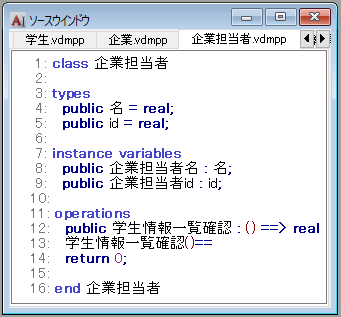 ソースウインドウ
学生.vdmpp 企業.vdmpp 企業担当者.vdmpp
1: class 企業担当者
2:
3: types
4: public 名 = real;
5: public id = real;
6:
7: instance variables
8: public 企業担当者名 : 名;
9: public 企業担当者id : id;
10:
11: operations
12: public 学生情報一覧確認 : () ==> real
13: 学生情報一覧確認()==
14: return 0;
15:
16: end 企業担当者